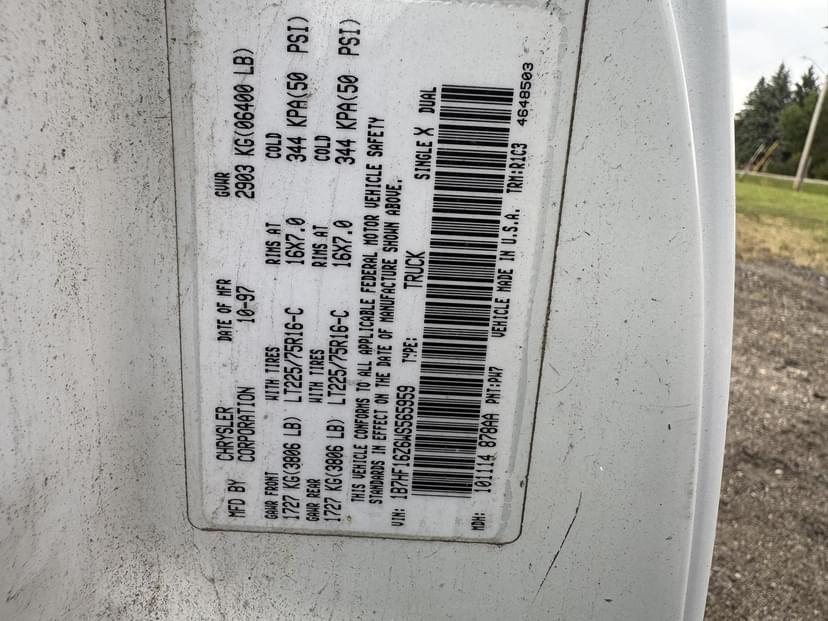 MFD BY CHRYSLER CORPORATION DATE OF MFR 10-97 GVWR 2903 KG(06400 LB)
GAWR FRONT WITH TIRES RIMS AT COLD
1727 KG(3806 LB) LT225/75R16-C 16X7.0 344 KPA(50 PSI)
GAWR REAR WITH TIRES RIMS AT COLD
1727 KG(3806 LB) LT225/75R16-C 16X7.0 344 KPA(50 PSI)
THIS VEHICLE CONFORMS TO ALL APPLICABLE FEDERAL MOTOR VEHICLE SAFETY
STANDARDS IN EFFECT ON THE DATE OF MANUFACTURE SHOWN ABOVE.
VIN: 1B7HF16Z6WS565959 TYPE: TRUCK SINGLE X DUAL
MDH: 101114 878AA PNT:PW7 VEHICLE MADE IN U.S.A. TRM:R1C3
4648503